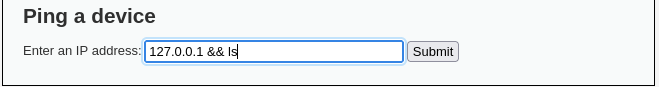 Ping a device
Enter an IP address: 127.0.0.1 && ls Submit